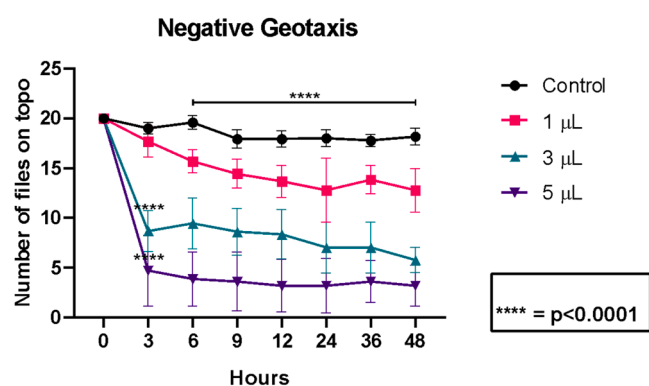 Negative Geotaxis
Number of files on topo
25
20
15
10
5
0
****
****
****
0 3 6 9 12 24 36 48
Hours
Control
1 μL
3 μL
5 μL
**** = p<0.0001